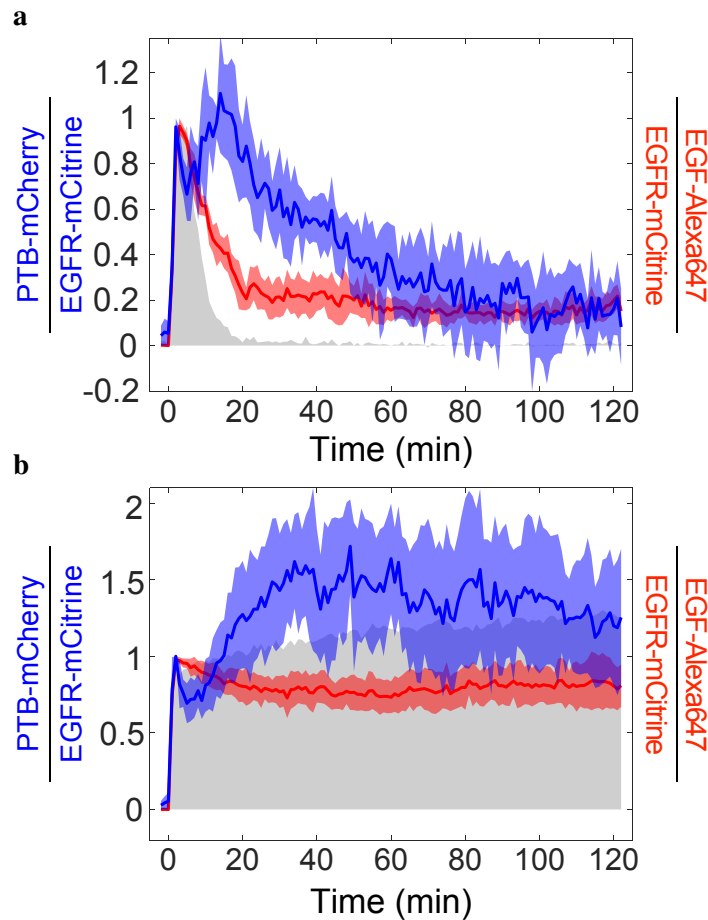 a
PTB-mCherry
EGFR-mCitrine
1.2
1
0.8
0.6
0.4
0.2
0
-0.2
0 20 40 60 80 100 120
Time (min)
EGF-Alexa647
EGFR-mCitrine
b
PTB-mCherry
EGFR-mCitrine
2
1.5
1
0.5
0
0 20 40 60 80 100 120
Time (min)
EGF-Alexa647
EGFR-mCitrine